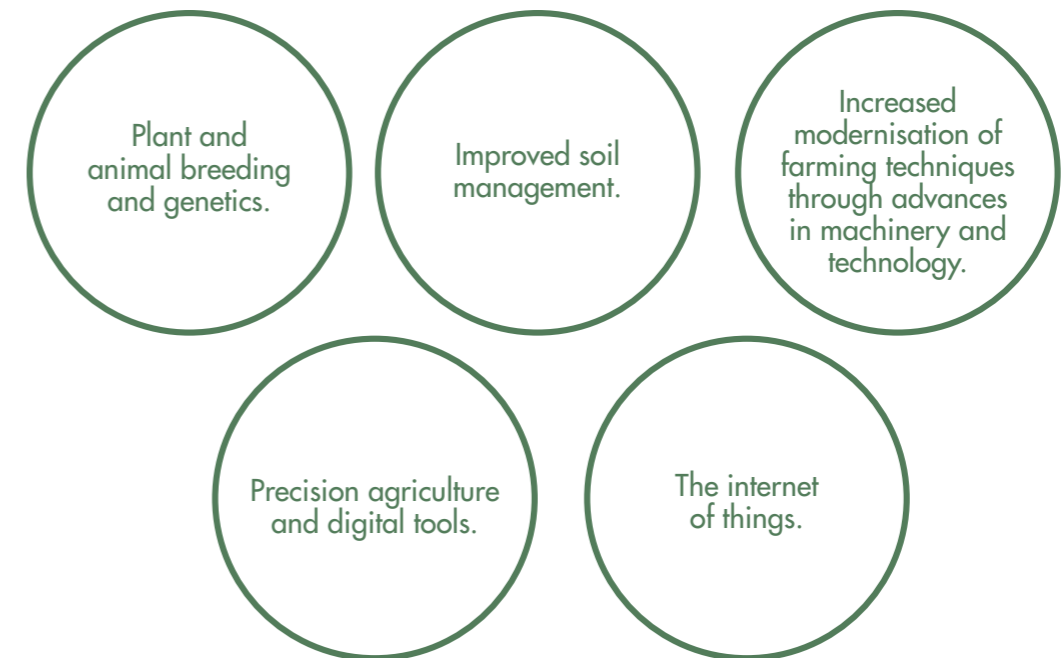 Plant and
animal breeding
and genetics.
Improved soil
management.
Increased
modernisation of
farming techniques
through advances
in machinery and
technology.
Precision agriculture
and digital tools.
The internet
of things.